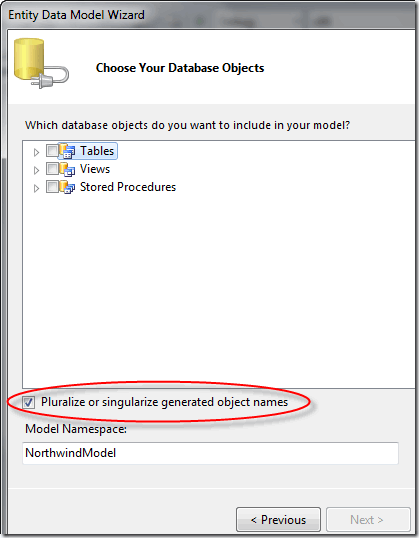 Entity Data Model Wizard
Choose Your Database Objects
Which database objects do you want to include in your model?
Tables
Views
Stored Procedures
Pluralize or singularize generated object names
Model Namespace:
NorthwindModel
< Previous
Next >